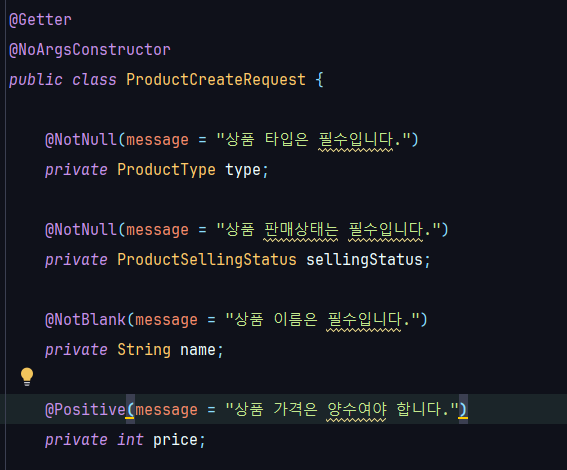 @Getter
@NoArgsConstructor
public class ProductCreateRequest {
@NotNull(message = "상품 타입은 필수입니다.")
private ProductType type;
@NotNull(message = "상품 판매상태는 필수입니다.")
private ProductSellingStatus sellingStatus;
@NotBlank(message = "상품 이름은 필수입니다.")
private String name;
@Positive(message = "상품 가격은 양수여야 합니다.")
private int price;